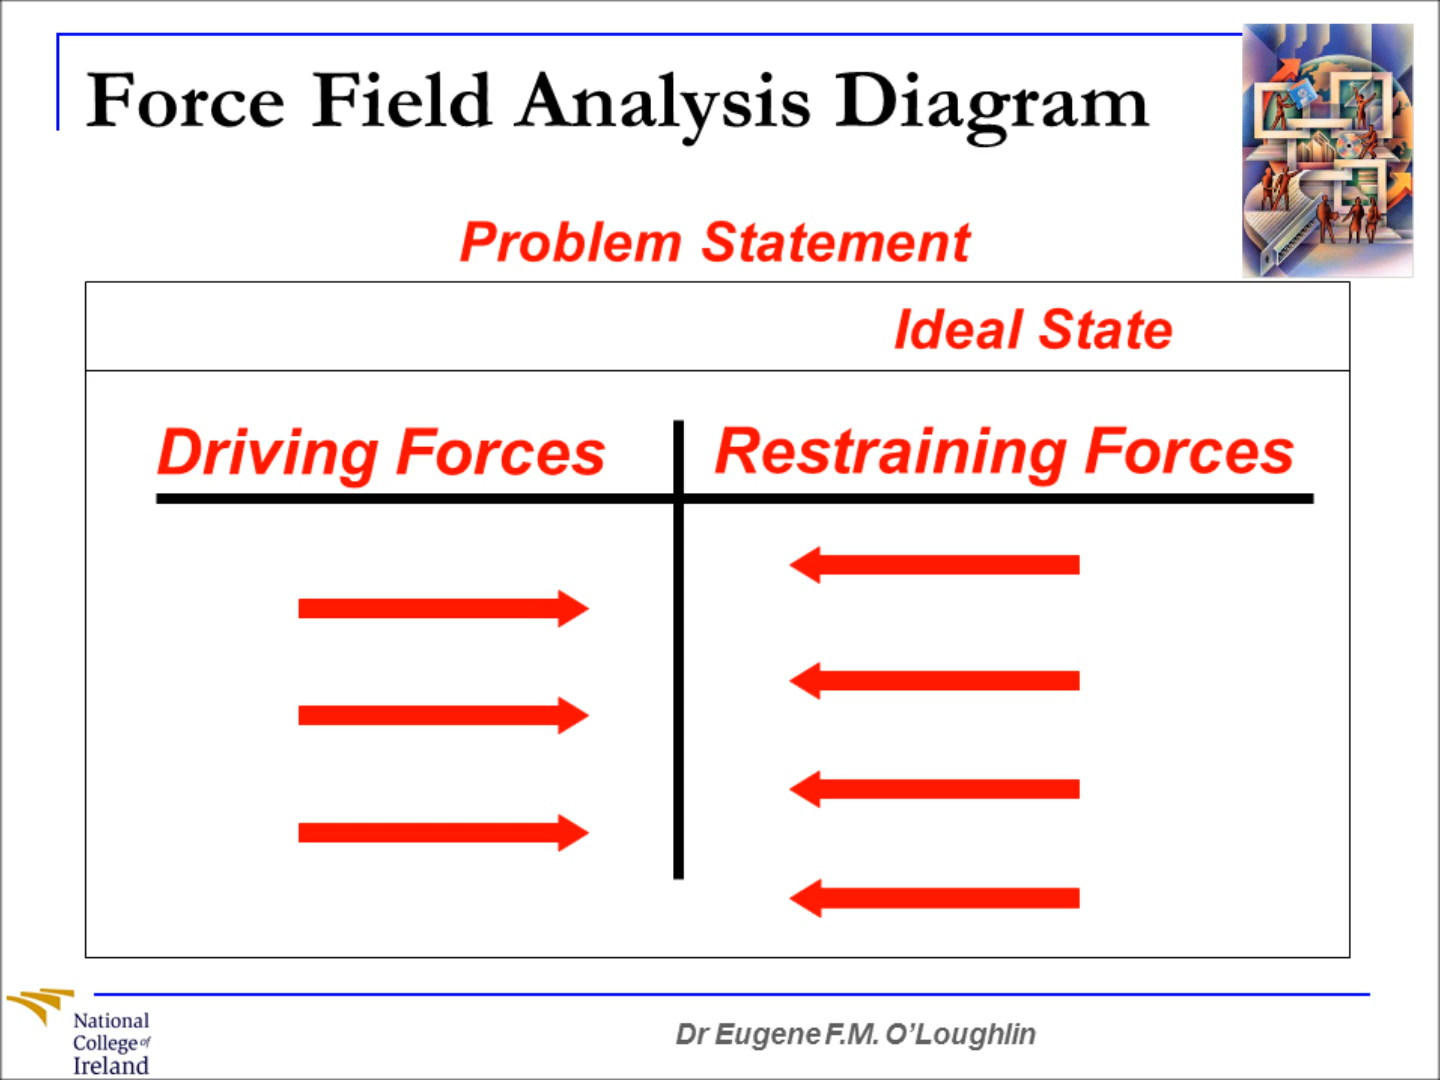 Force Field Analysis Diagram
Problem Statement
Ideal State
Driving Forces
Restraining Forces
National
College of
Ireland
Dr Eugene F.M. O'Loughlin